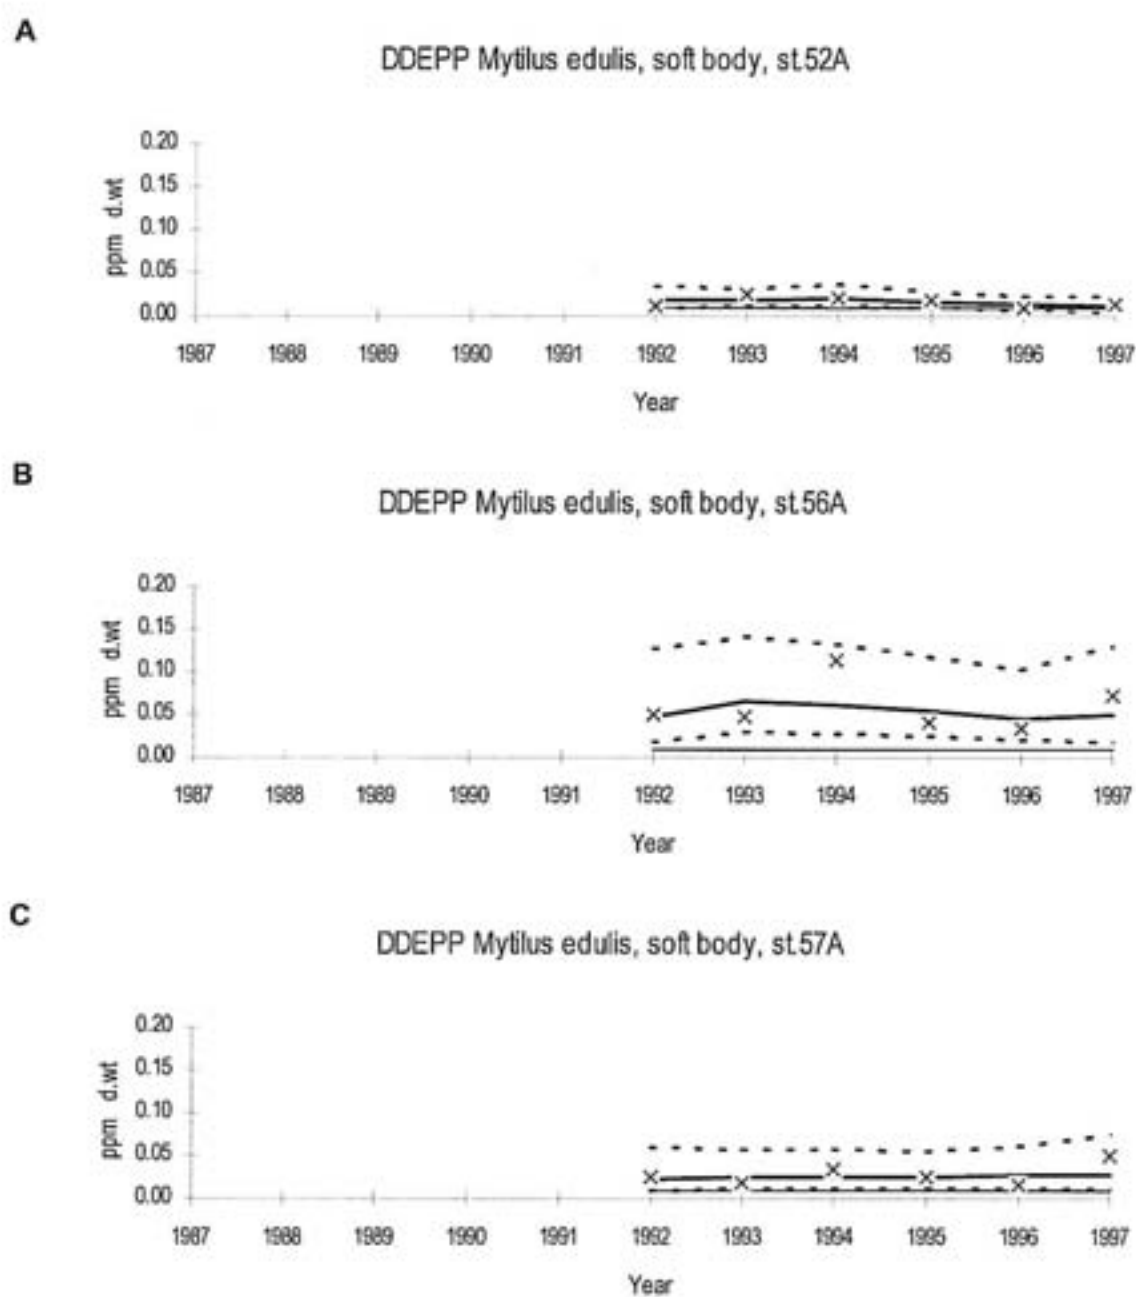 A
DDEPP Mytilus edulis, soft body, st.52A
ppm d.wt
0.20
0.15
0.10
0.05
0.00
1987 1988 1989 1990 1991 1992 1993 1994 1995 1996 1997
Year
B
DDEPP Mytilus edulis, soft body, st.56A
ppm d.wt
0.20
0.15
0.10
0.05
0.00
1987 1988 1989 1990 1991 1992 1993 1994 1995 1996 1997
Year
C
DDEPP Mytilus edulis, soft body, st.57A
ppm d.wt
0.20
0.15
0.10
0.05
0.00
1987 1988 1989 1990 1991 1992 1993 1994 1995 1996 1997
Year